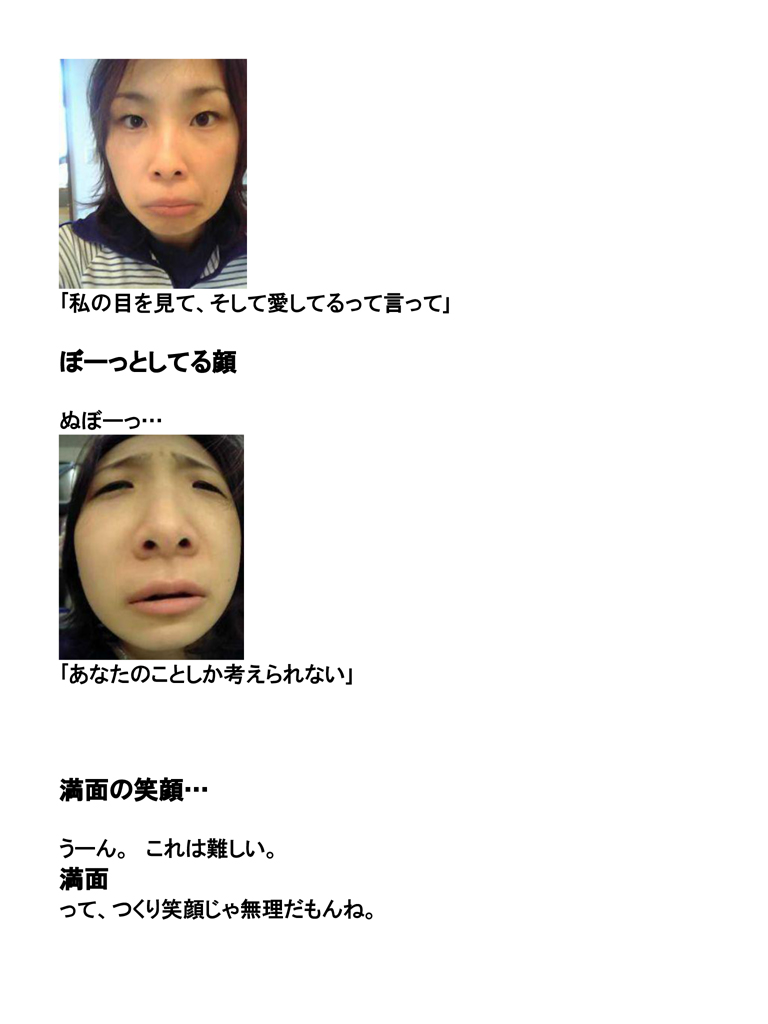 「私の目を見て、そして愛してるって言って」
ぼーっとしてる顔
ぬぼーっ…
「あなたのことしか考えられない」
満面の笑顔…
うーん。　これは難しい。
満面
って、つくり笑顔じゃ無理だもんね。